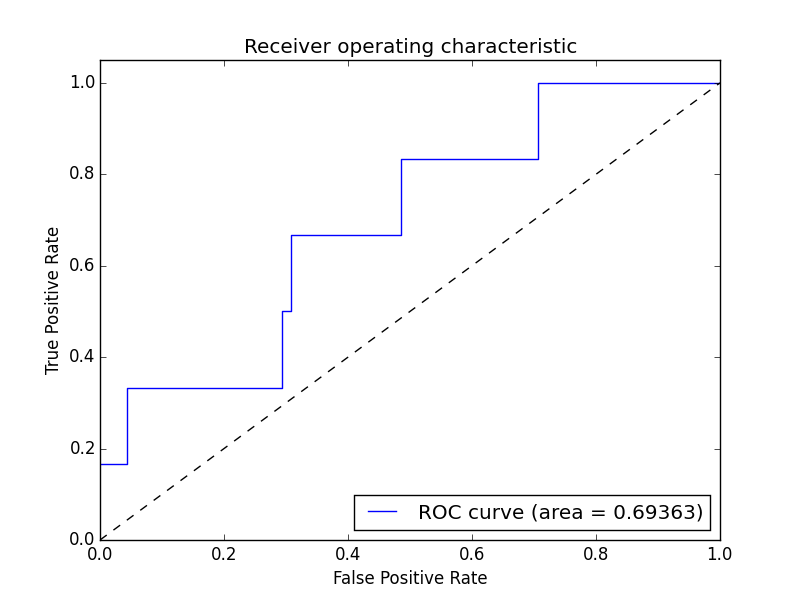 Receiver operating characteristic
1.0
0.8
0.6
0.4
0.2
0.0
True Positive Rate
ROC curve (area = 0.69363)
0.0 0.2 0.4 0.6 0.8 1.0
False Positive Rate